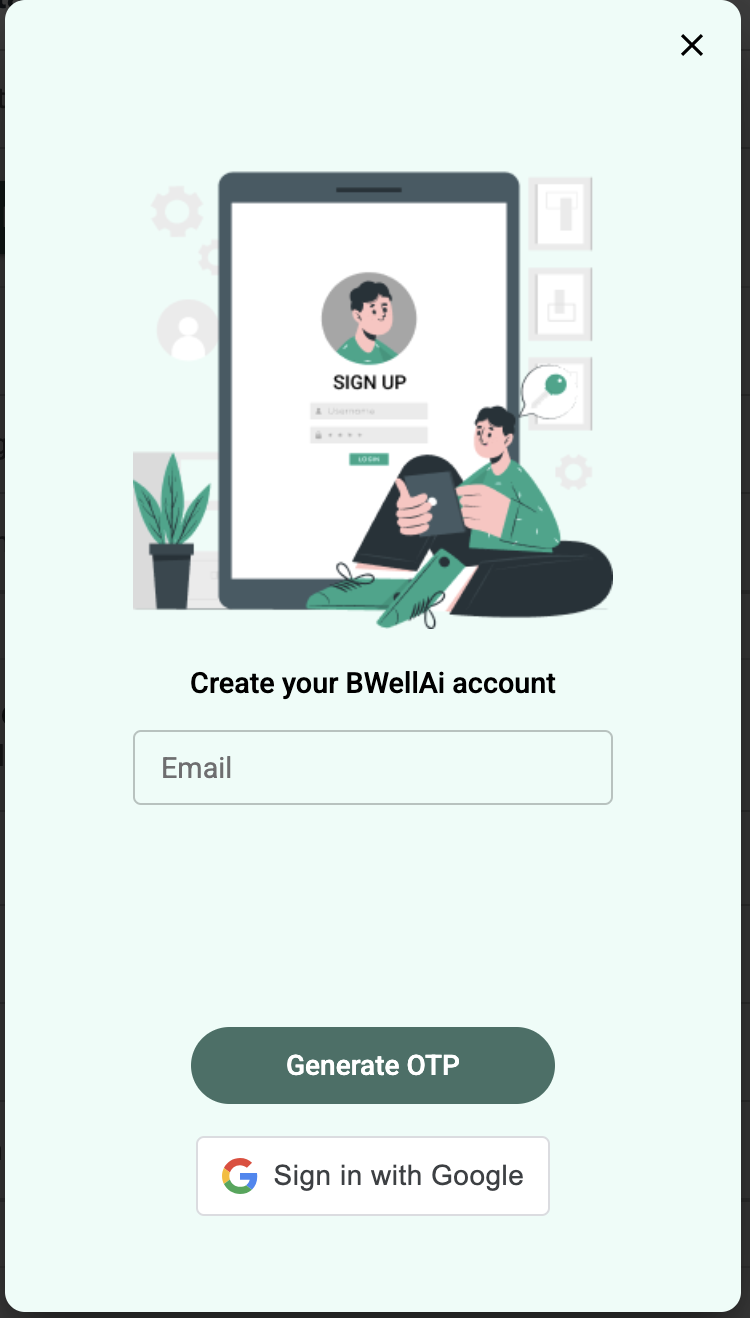 SIGN UP
Username
LOGIN
Create your BWellAi account
Email
Generate OTP
Sign in with Google